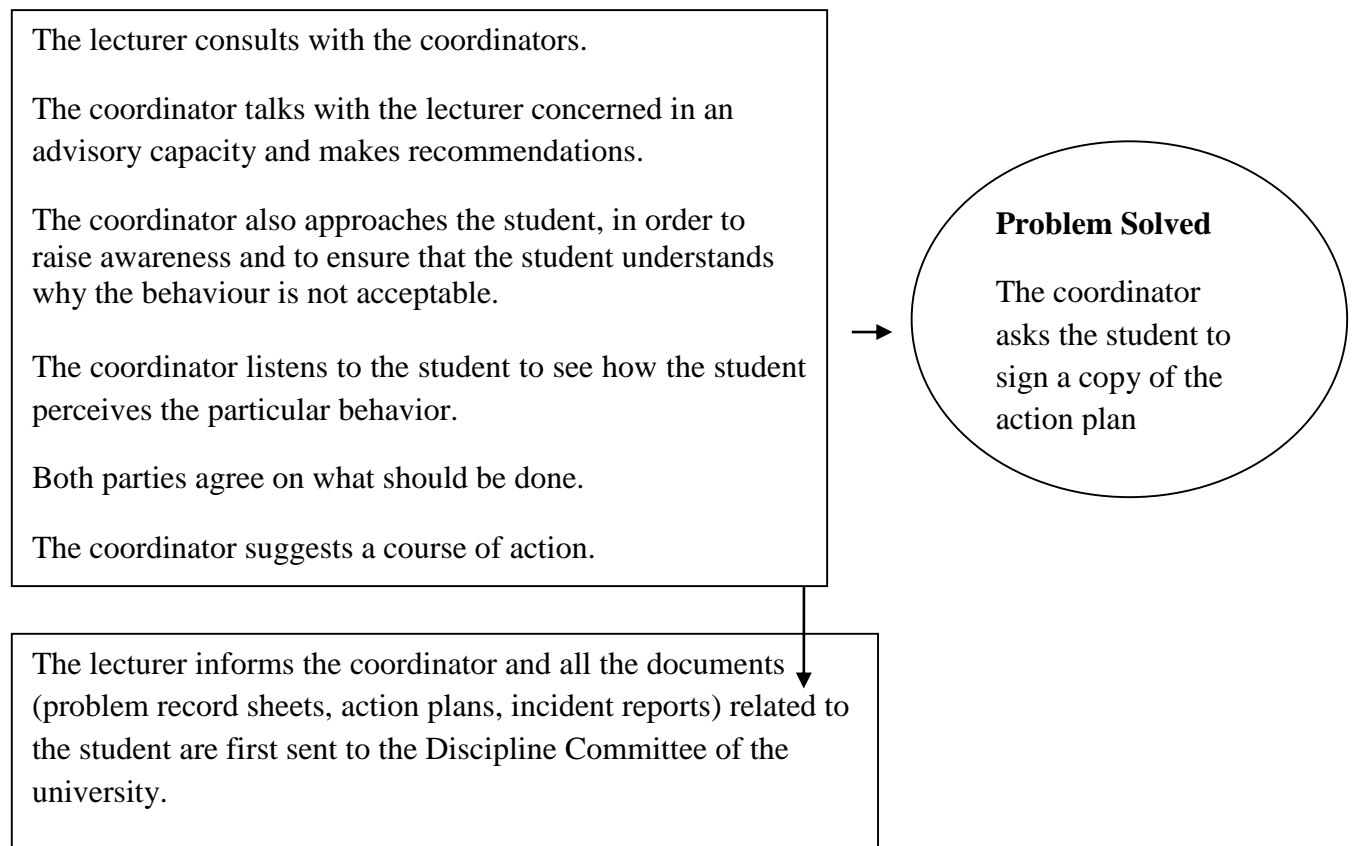 The lecturer consults with the coordinators.
The coordinator talks with the lecturer concerned in an
advisory capacity and makes recommendations.
The coordinator also approaches the student, in order to
raise awareness and to ensure that the student understands
why the behaviour is not acceptable.
The coordinator listens to the student to see how the student
perceives the particular behavior.
Both parties agree on what should be done.
The coordinator suggests a course of action.
Problem Solved
The coordinator
asks the student to
sign a copy of the
action plan
The lecturer informs the coordinator and all the documents
(problem record sheets, action plans, incident reports) related to
the student are first sent to the Discipline Committee of the
university.